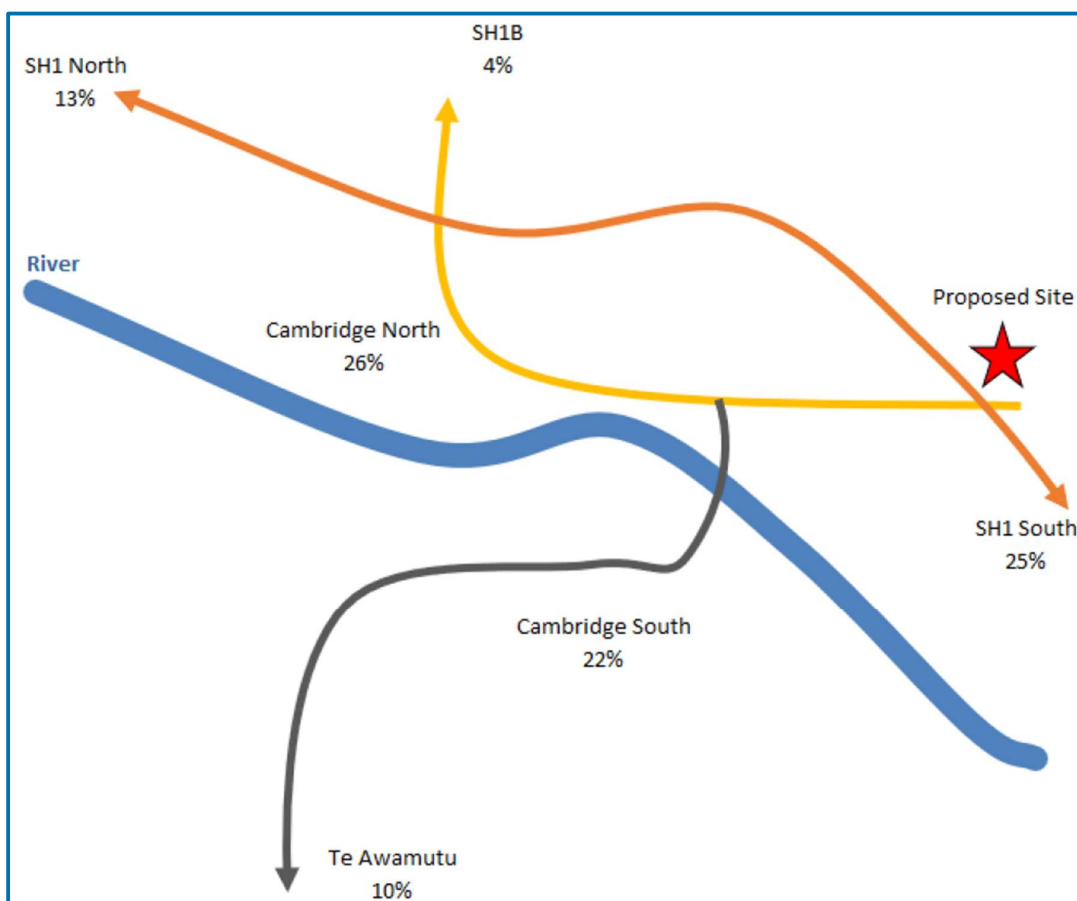 SH1B
4%
SH1 North
13%
River
Proposed Site
Cambridge North
26%
SH1 South
25%
Cambridge South
22%
Te Awamutu
10%